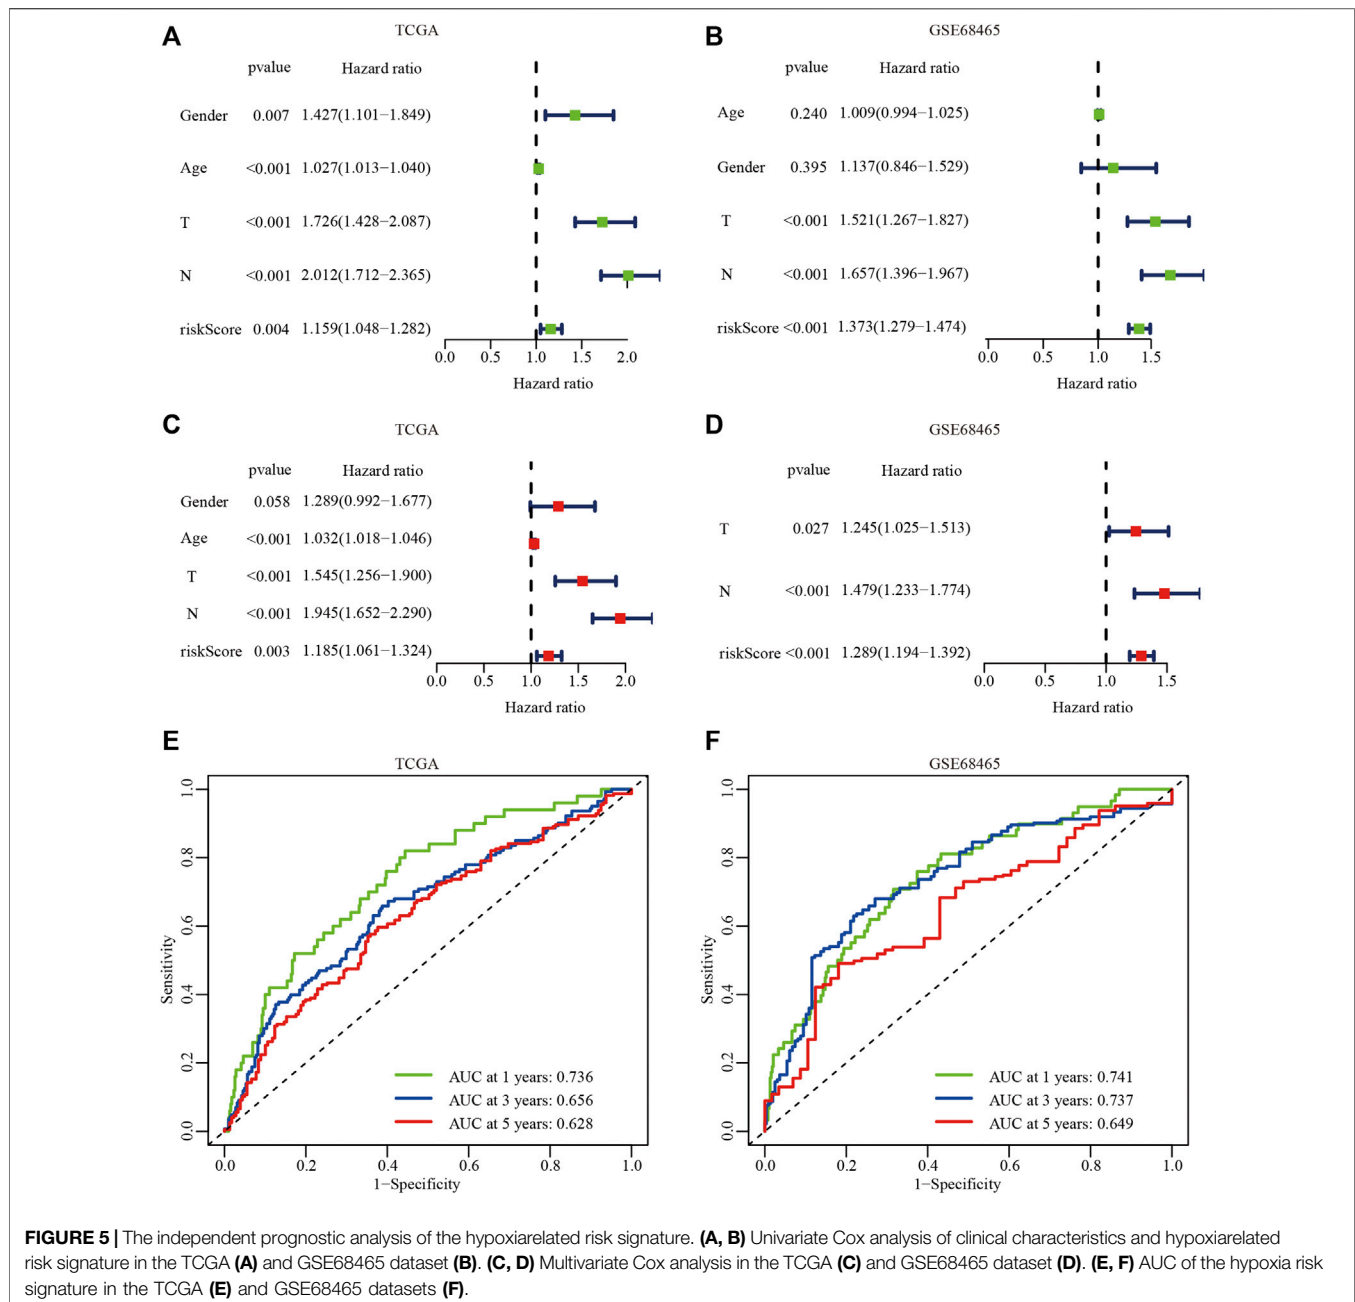 A
TCGA
pvalue Hazard ratio
Gender 0.007 1.427(1.101−1.849)
Age <0.001 1.027(1.013−1.040)
T <0.001 1.726(1.428−2.087)
N <0.001 2.012(1.712−2.365)
riskScore 0.004 1.159(1.048−1.282)
0.0 0.5 1.0 1.5 2.0
Hazard ratio
B
GSE68465
pvalue Hazard ratio
Age 0.240 1.009(0.994−1.025)
Gender 0.395 1.137(0.846−1.529)
T <0.001 1.521(1.267−1.827)
N <0.001 1.657(1.396−1.967)
riskScore <0.001 1.373(1.279−1.474)
0.0 0.5 1.0 1.5
Hazard ratio
C
TCGA
pvalue Hazard ratio
Gender 0.058 1.289(0.992−1.677)
Age <0.001 1.032(1.018−1.046)
T <0.001 1.545(1.256−1.900)
N <0.001 1.945(1.652−2.290)
riskScore 0.003 1.185(1.061−1.324)
0.0 0.5 1.0 1.5 2.0
Hazard ratio
D
GSE68465
pvalue Hazard ratio
T 0.027 1.245(1.025−1.513)
N <0.001 1.479(1.233−1.774)
riskScore <0.001 1.289(1.194−1.392)
0.0 0.5 1.0 1.5
Hazard ratio
E
TCGA
Sensitivity
0.0 0.2 0.4 0.6 0.8 1.0
AUC at 1 years: 0.736
AUC at 3 years: 0.656
AUC at 5 years: 0.628
0.0 0.2 0.4 0.6 0.8 1.0
1−Specificity
F
GSE68465
Sensitivity
0.0 0.2 0.4 0.6 0.8 1.0
AUC at 1 years: 0.741
AUC at 3 years: 0.737
AUC at 5 years: 0.649
0.0 0.2 0.4 0.6 0.8 1.0
1−Specificity
FIGURE 5 | The independent prognostic analysis of the hypoxiarelated risk signature. (A, B) Univariate Cox analysis of clinical characteristics and hypoxiarelated
risk signature in the TCGA (A) and GSE68465 dataset (B). (C, D) Multivariate Cox analysis in the TCGA (C) and GSE68465 dataset (D). (E, F) AUC of the hypoxia risk
signature in the TCGA (E) and GSE68465 datasets (F).